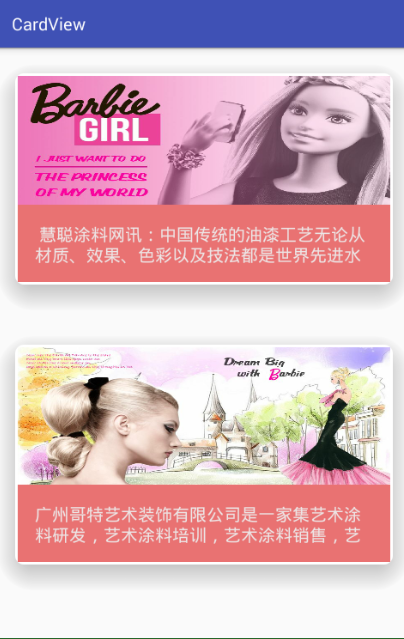 CardView
Barbie
GIRL
I JUST WANT TO DO
THE PRINCESS
OF MY WORLD
慧聪涂料网讯：中国传统的油漆工艺无论从
材质、效果、色彩以及技法都是世界先进水
Dream Big
with Barbie
广州哥特艺术装饰有限公司是一家集艺术涂
料研发，艺术涂料培训，艺术涂料销售，艺